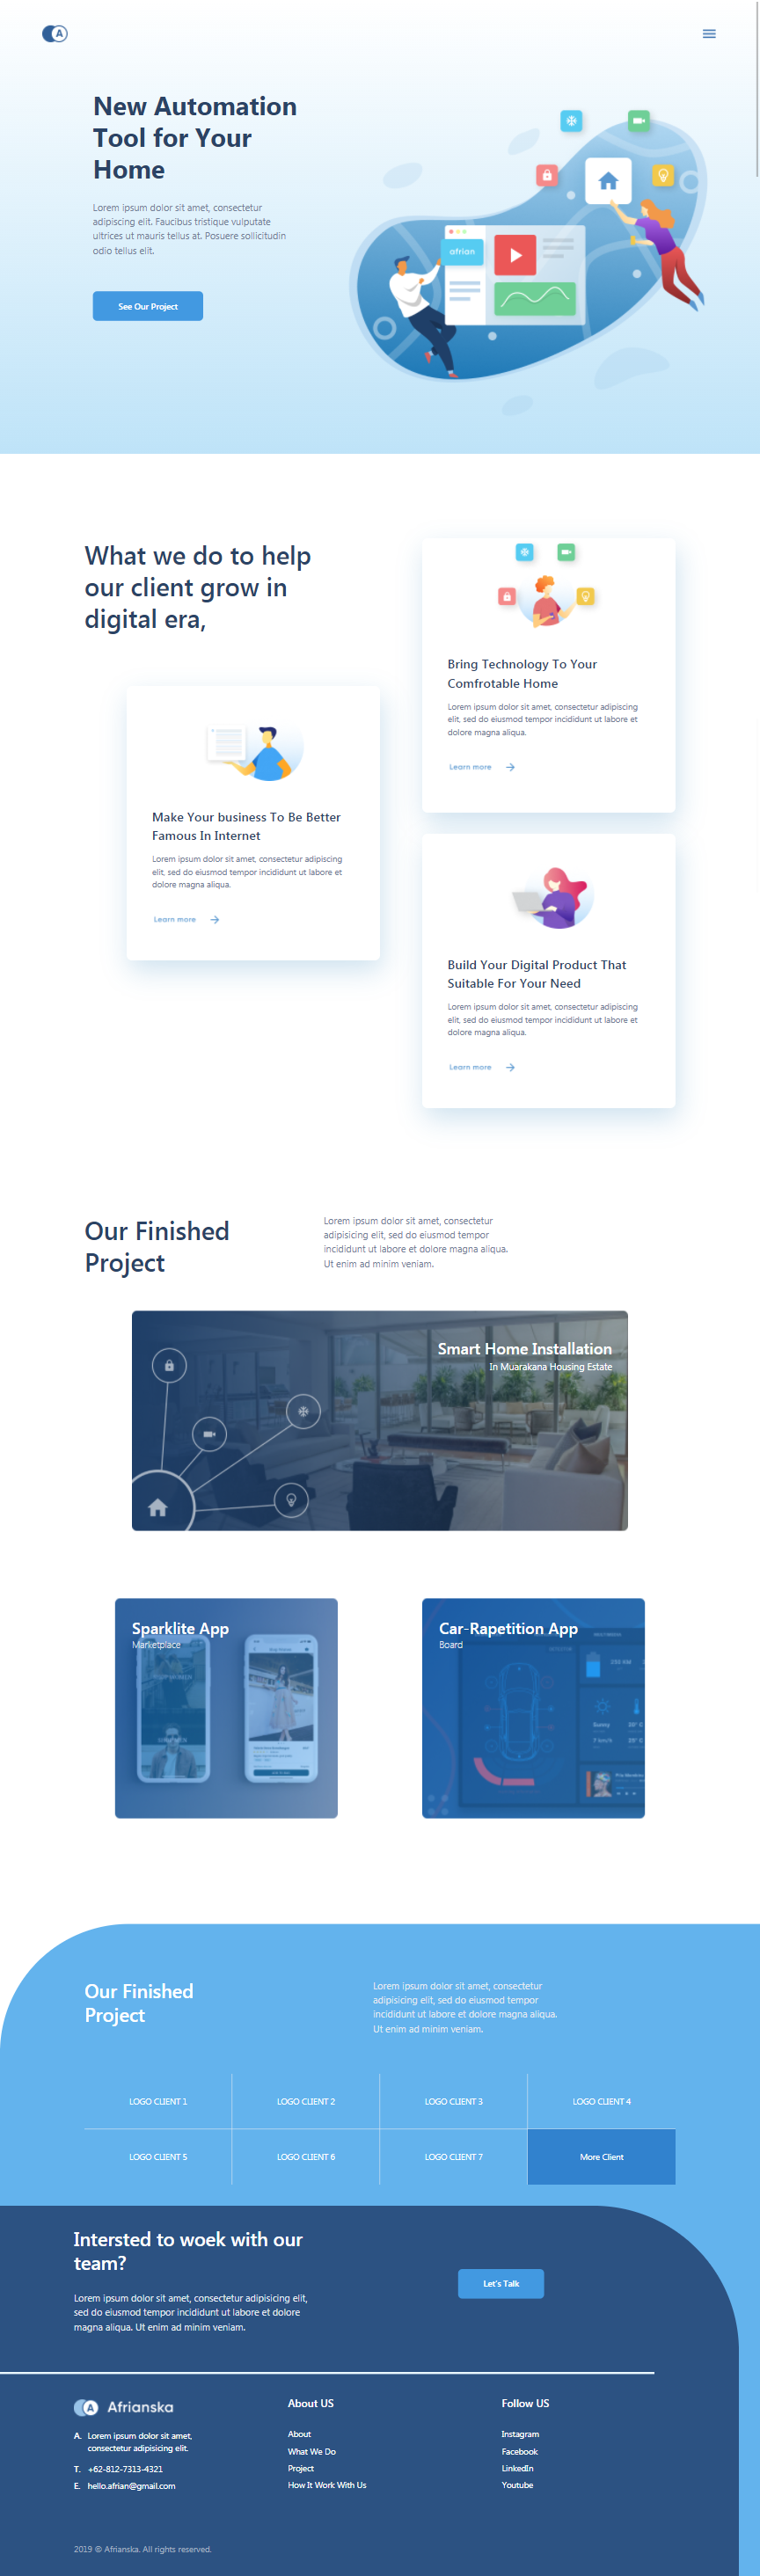 A
New Automation
Tool for Your
Home
Lorem ipsum dolor sit amet, consectetur
adipiscing elit. Faucibus tristique vulputate
ultrices ut mauris tellus at. Posuere sollicitudin
odio tellus elit.
See Our Project
afrian
What we do to help
our client grow in
digital era,
Bring Technology To Your
Comfrotable Home
Lorem ipsum dolor sit amet, consectetur adipiscing
elit, sed do eiusmod tempor incididunt ut labore et
dolore magna aliqua.
Learn more
Make Your business To Be Better
Famous In Internet
Lorem ipsum dolor sit amet, consectetur adipiscing
elit, sed do eiusmod tempor incididunt ut labore et
dolore magna aliqua.
Learn more
Build Your Digital Product That
Suitable For Your Need
Lorem ipsum dolor sit amet, consectetur adipiscing
elit, sed do eiusmod tempor incididunt ut labore et
dolore magna aliqua.
Learn more
Our Finished
Project
Lorem ipsum dolor sit amet, consectetur
adipisicing elit, sed do eiusmod tempor
incididunt ut labore et dolore magna aliqua.
Ut enim ad minim veniam.
Smart Home Installation
In Muarakana Housing Estate
Sparklite App
Marketplace
Car-Rapetition App
Board
Sunny
7 km/h
Our Finished
Project
Lorem ipsum dolor sit amet, consectetur
adipisicing elit, sed do eiusmod tempor
incididunt ut labore et dolore magna aliqua.
Ut enim ad minim veniam.
LOGO CLIENT 1
LOGO CLIENT 2
LOGO CLIENT 3
LOGO CLIENT 4
LOGO CLIENT 5
LOGO CLIENT 6
LOGO CLIENT 7
More Client
Intersted to woek with our
team?
Lorem ipsum dolor sit amet, consectetur adipisicing elit,
sed do eiusmod tempor incididunt ut labore et dolore
magna aliqua. Ut enim ad minim veniam.
Let's Talk
A Afrianska
A. Lorem ipsum dolor sit amet,
consectetur adipisicing elit.
T. +62-812-7313-4321
E. hello.afrian@gmail.com
About US
About
What We Do
Project
How It Work With Us
Follow US
Instagram
Facebook
LinkedIn
Youtube
2019 © Afrianska. All rights reserved.